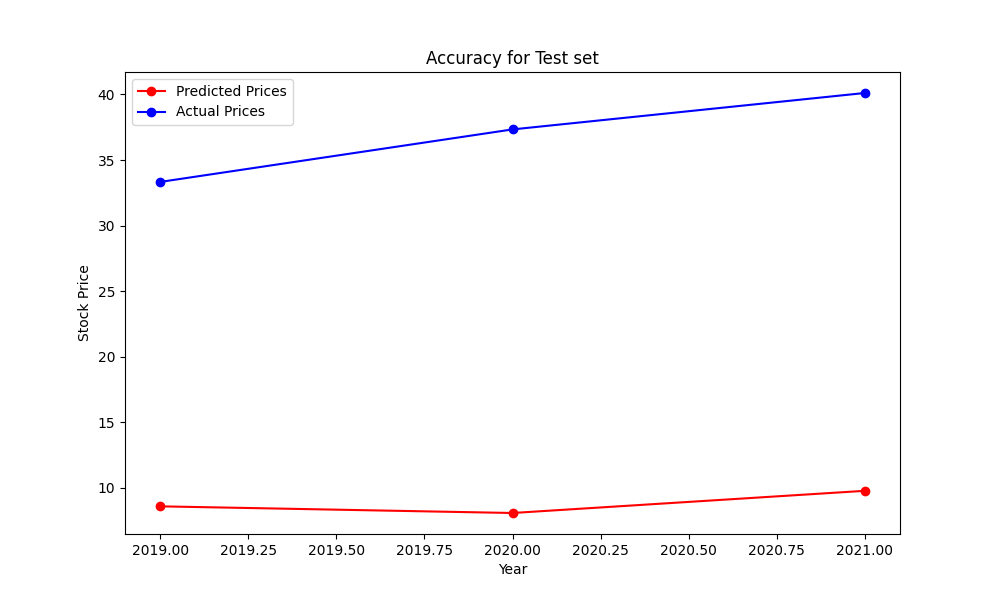 Accuracy for Test set
Predicted Prices
Actual Prices
40
35
30
25
20
15
10
Stock Price
2019.00 2019.25 2019.50 2019.75 2020.00 2020.25 2020.50 2020.75 2021.00
Year